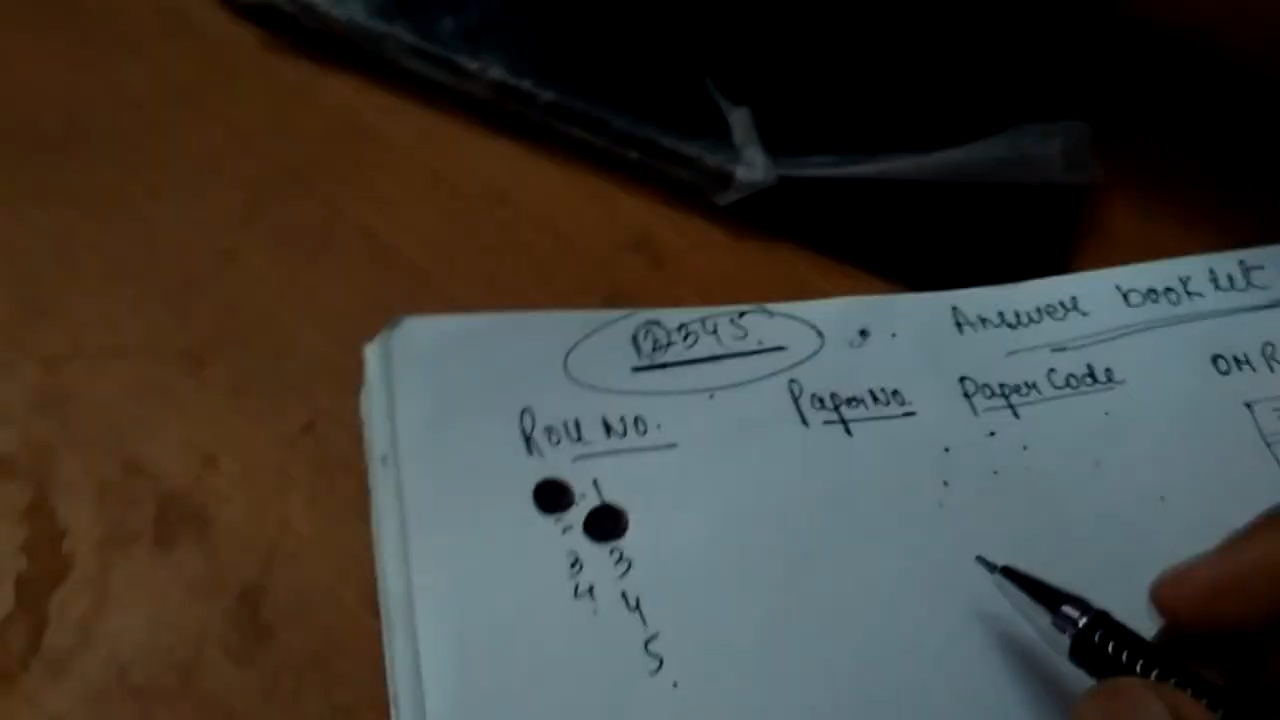 12345.
Answer booklet
Roll No.
Paper No.
Paper Code
OMR
1
3 3
4 4
5.